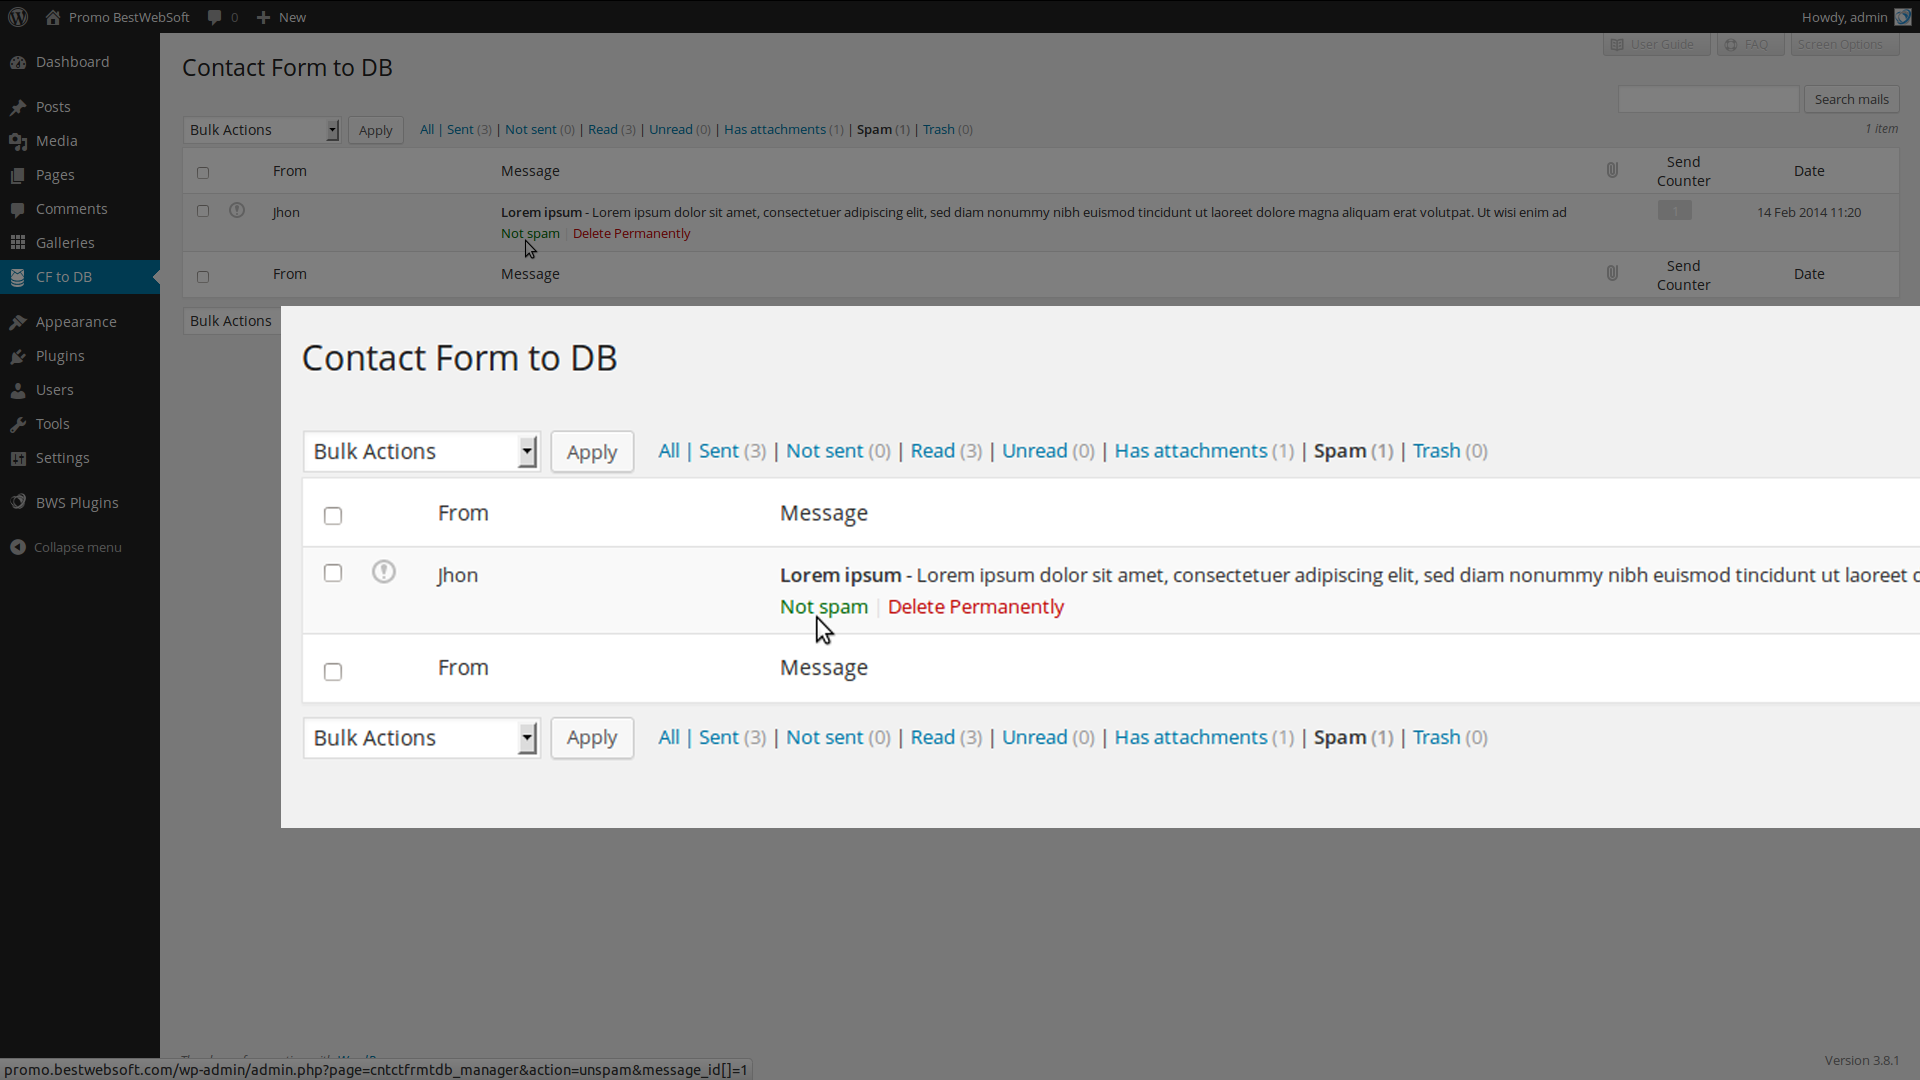 Promo BestWebSoft 0 New Howdy, admin
Dashboard
Posts
Media
Pages
Comments
Galleries
CF to DB
Appearance
Plugins
Users
Tools
Settings
BWS Plugins
Collapse menu
User Guide FAQ Screen Options
Contact Form to DB
Search mails
Bulk Actions Apply All | Sent (3) | Not sent (0) | Read (3) | Unread (0) | Has attachments (1) | Spam (1) | Trash (0) 1 item
From Message Send Counter Date
Jhon Lorem ipsum - Lorem ipsum dolor sit amet, consectetuer adipiscing elit, sed diam nonummy nibh euismod tincidunt ut laoreet dolore magna aliquam erat volutpat. Ut wisi enim ad 1 14 Feb 2014 11:20
Not spam | Delete Permanently
From Message Send Counter Date
Bulk Actions
Contact Form to DB
Bulk Actions Apply All | Sent (3) | Not sent (0) | Read (3) | Unread (0) | Has attachments (1) | Spam (1) | Trash (0)
From Message
Jhon Lorem ipsum - Lorem ipsum dolor sit amet, consectetuer adipiscing elit, sed diam nonummy nibh euismod tincidunt ut laoreet
Not spam | Delete Permanently
From Message
Bulk Actions Apply All | Sent (3) | Not sent (0) | Read (3) | Unread (0) | Has attachments (1) | Spam (1) | Trash (0)
Version 3.8.1
promo.bestwebsoft.com/wp-admin/admin.php?page=cntctfrmtdb_manager&action=unspam&message_id[]=1